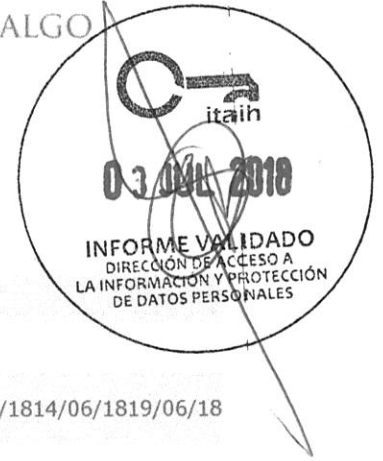 ALGO
itaih
03 JUL 2018
INFORME VALIDADO
DIRECCIÓN DE ACCESO A
LA INFORMACIÓN Y PROTECCIÓN
DE DATOS PERSONALES
/1814/06/1819/06/18